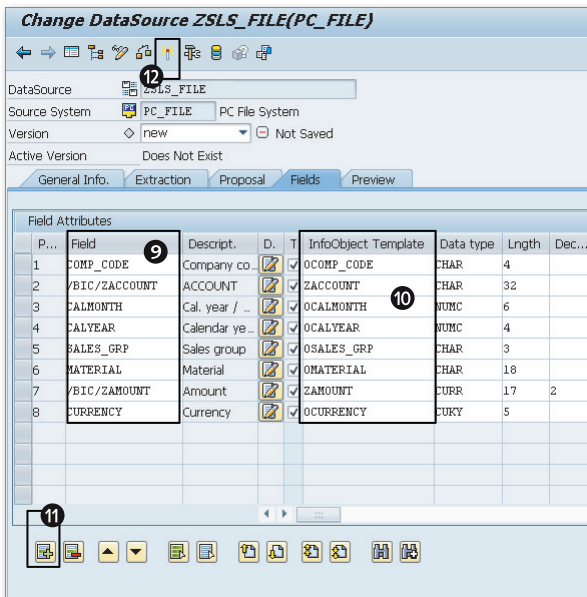 Change DataSource ZSLS_FILE(PC_FILE)
12
DataSource ZSLS_FILE
Source System PC_FILE PC File System
Version new Not Saved
Active Version Does Not Exist
General Info. Extraction Proposal Fields Preview
Field Attributes
P... Field 9 Descript. D. T InfoObject Template Data type Lngth Dec...
1 COMP_CODE Company co.. 0COMP_CODE CHAR 4
2 /BIC/ZACCOUNT ACCOUNT ZACCOUNT 10 CHAR 32
3 CALMONTH Cal. year / .. 0CALMONTH NUMC 6
4 CALYEAR Calendar ye.. 0CALYEAR NUMC 4
5 SALES_GRP Sales group 0SALES_GRP CHAR 3
6 MATERIAL Material 0MATERIAL CHAR 18
7 /BIC/ZAMOUNT Amount ZAMOUNT CURR 17 2
8 CURRENCY Currency 0CURRENCY CUKY 5
11